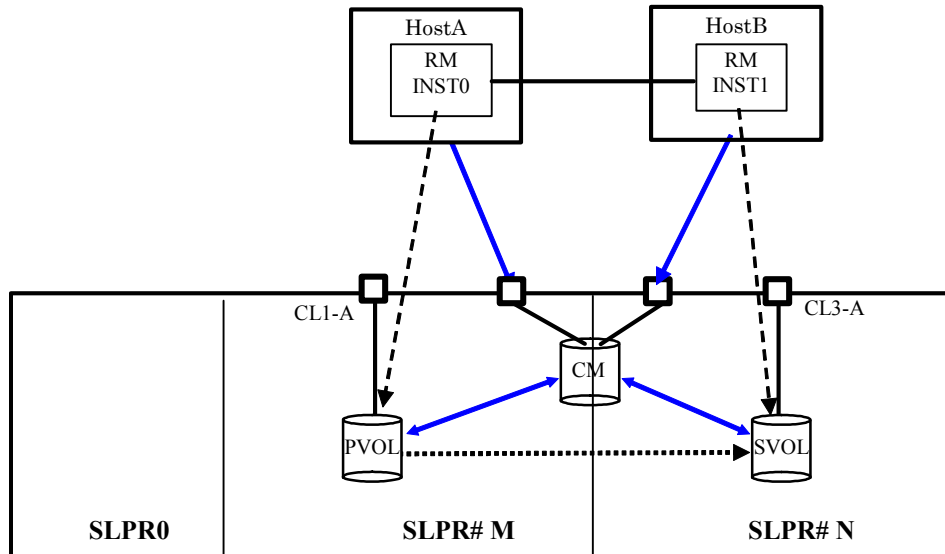 HostA
RM
INST0
HostB
RM
INST1
CL1-A
CL3-A
CM
PVOL
SVOL
SLPR0
SLPR# M
SLPR# N